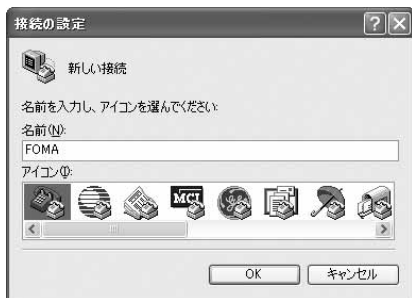 接続の設定
新しい接続
名前を入力し、アイコンを選んでください:
名前(N):
FOMA
アイコン(I):
MCI
OK
キャンセル